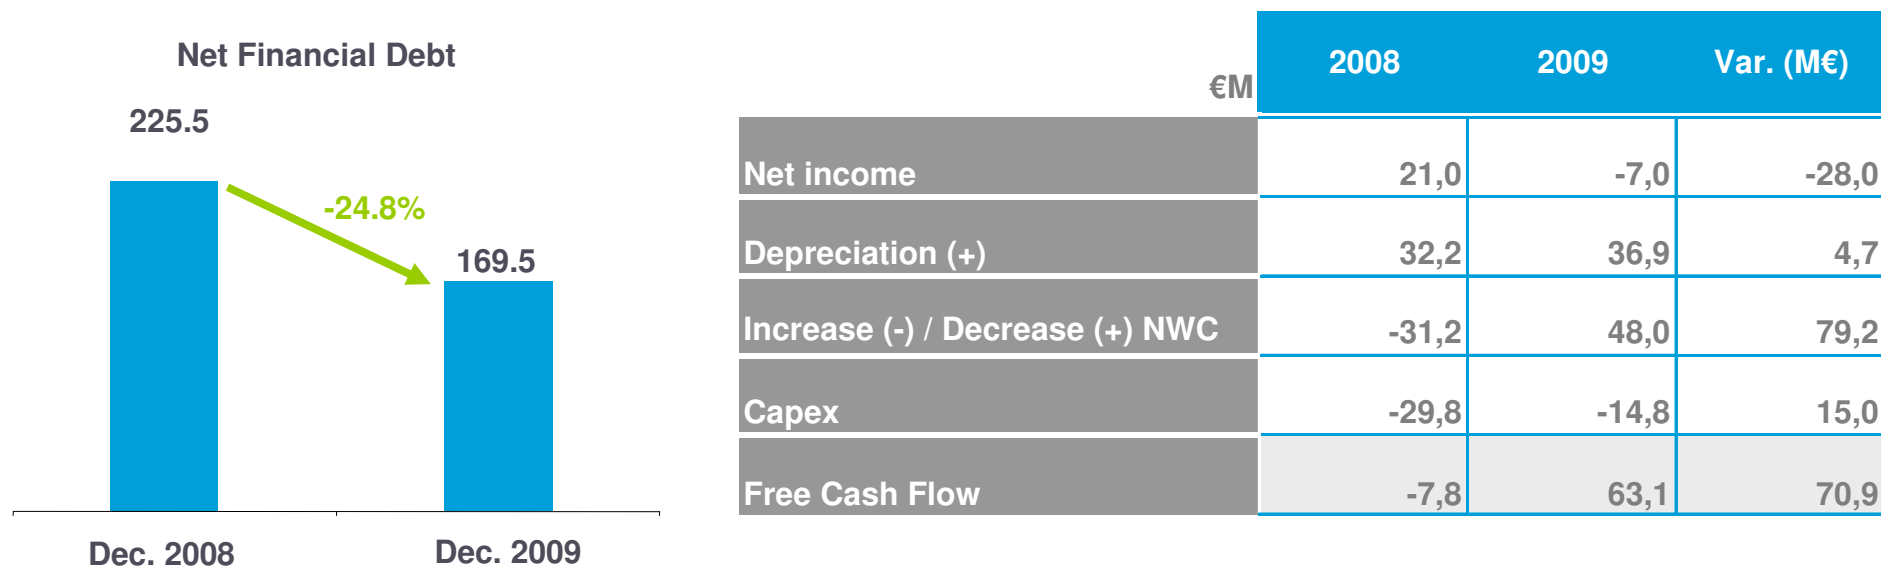 Net Financial Debt
225.5
-24.8%
169.5
Dec. 2008 Dec. 2009
€M 2008 2009 Var. (M€)
Net income 21,0 -7,0 -28,0
Depreciation (+) 32,2 36,9 4,7
Increase (-) / Decrease (+) NWC -31,2 48,0 79,2
Capex -29,8 -14,8 15,0
Free Cash Flow -7,8 63,1 70,9